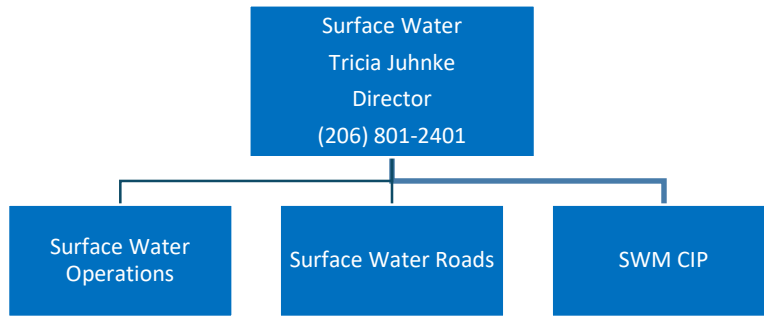 Surface Water
Tricia Juhnke
Director
(206) 801-2401
Surface Water
Operations
Surface Water Roads
SWM CIP